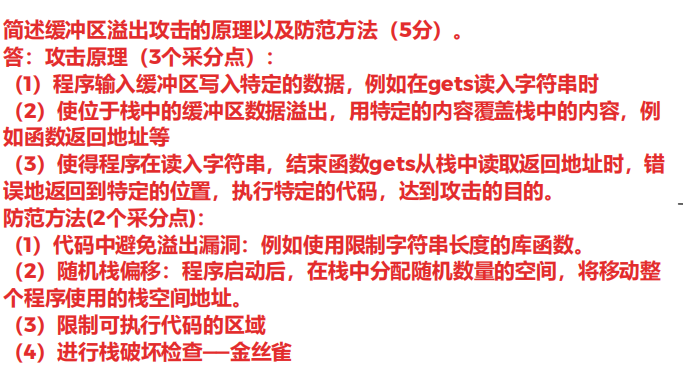 简述缓冲区溢出攻击的原理以及防范方法（5分）。
答：攻击原理（3个采分点）：
（1）程序输入缓冲区写入特定的数据，例如在gets读入字符串时
（2）使位于栈中的缓冲区数据溢出，用特定的内容覆盖栈中的内容，例
如函数返回地址等
（3）使得程序在读入字符串，结束函数gets从栈中读取返回地址时，错
误地返回到特定的位置，执行特定的代码，达到攻击的目的。
防范方法(2个采分点)：
（1）代码中避免溢出漏洞：例如使用限制字符串长度的库函数。
（2）随机栈偏移：程序启动后，在栈中分配随机数量的空间，将移动整
个程序使用的栈空间地址。
（3）限制可执行代码的区域
（4）进行栈破坏检查——金丝雀